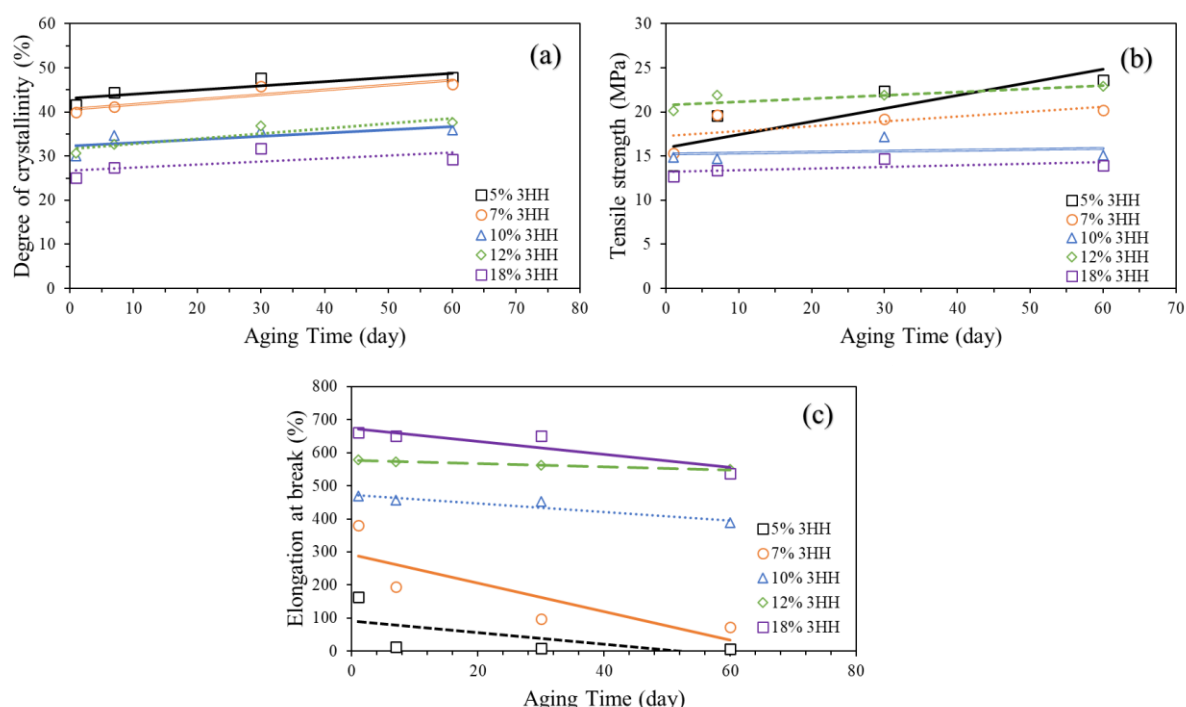 (a)
Degree of crystallinity (%)
60
50
40
30
20
10
0
0 10 20 30 40 50 60 70 80
Aging Time (day)
5% 3HH
7% 3HH
10% 3HH
12% 3HH
18% 3HH
(b)
Tensile strength (MPa)
30
25
20
15
10
5
0
0 10 20 30 40 50 60 70
Aging Time (day)
5% 3HH
7% 3HH
10% 3HH
12% 3HH
18% 3HH
(c)
Elongation at break (%)
800
700
600
500
400
300
200
100
0
0 20 40 60 80
Aging Time (day)
5% 3HH
7% 3HH
10% 3HH
12% 3HH
18% 3HH